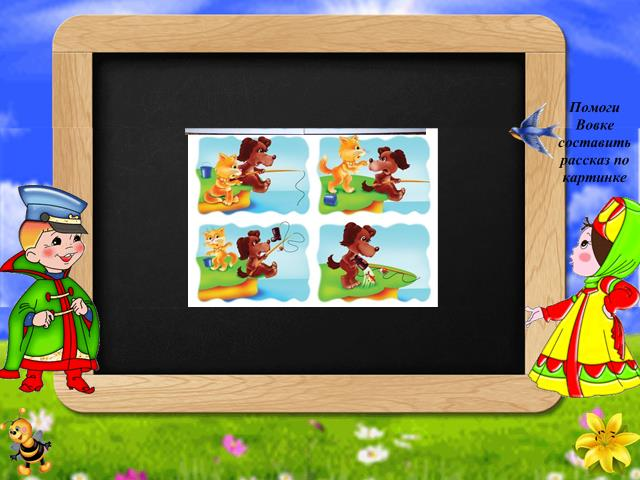 Помоги
Вовке
составить
рассказ по
картинке